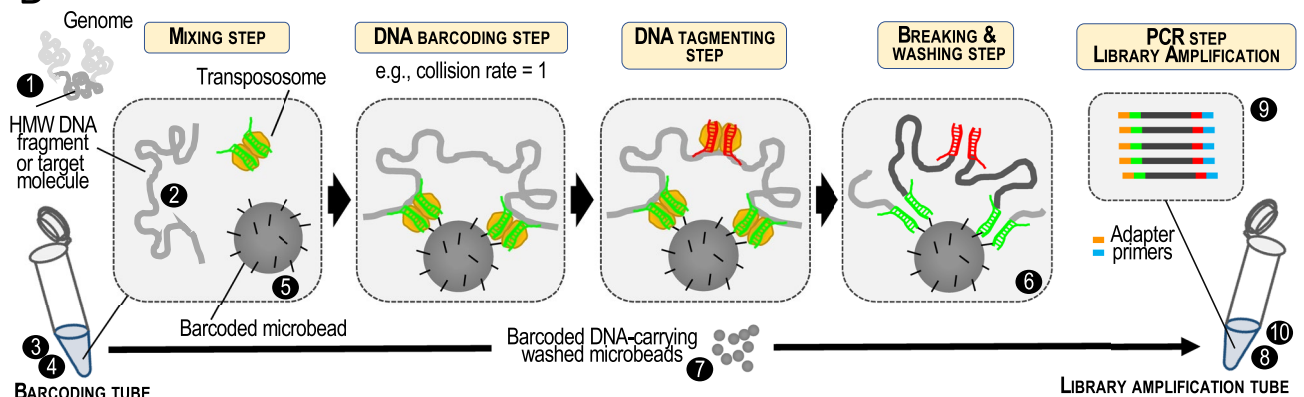 Genome
MIXING STEP
DNA BARCODING STEP
DNA TAGMENTING
STEP
BREAKING &
WASHING STEP
PCR STEP
LIBRARY AMPLIFICATION
e.g., collision rate = 1
Transpososome
1
HMW DNA
fragment
or target
molecule
2
5
6
9
Adapter
primers
Barcoded microbead
3
4
Barcoded DNA-carrying
washed microbeads
7
10
8
BARCODING TUBE
LIBRARY AMPLIFICATION TUBE